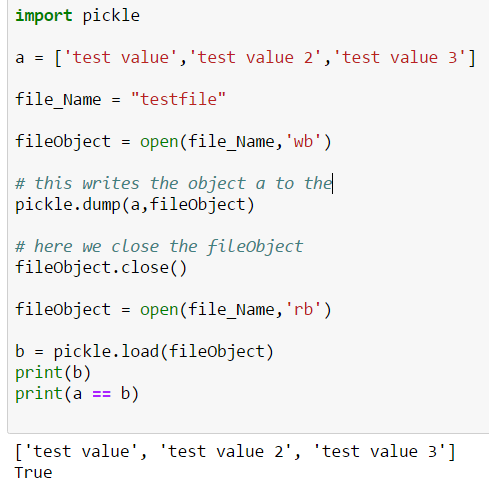 import pickle
a = ['test value','test value 2','test value 3']
file_Name = "testfile"
fileObject = open(file_Name,'wb')
# this writes the object a to the
pickle.dump(a,fileObject)
# here we close the fileObject
fileObject.close()
fileObject = open(file_Name,'rb')
b = pickle.load(fileObject)
print(b)
print(a == b)
['test value', 'test value 2', 'test value 3']
True